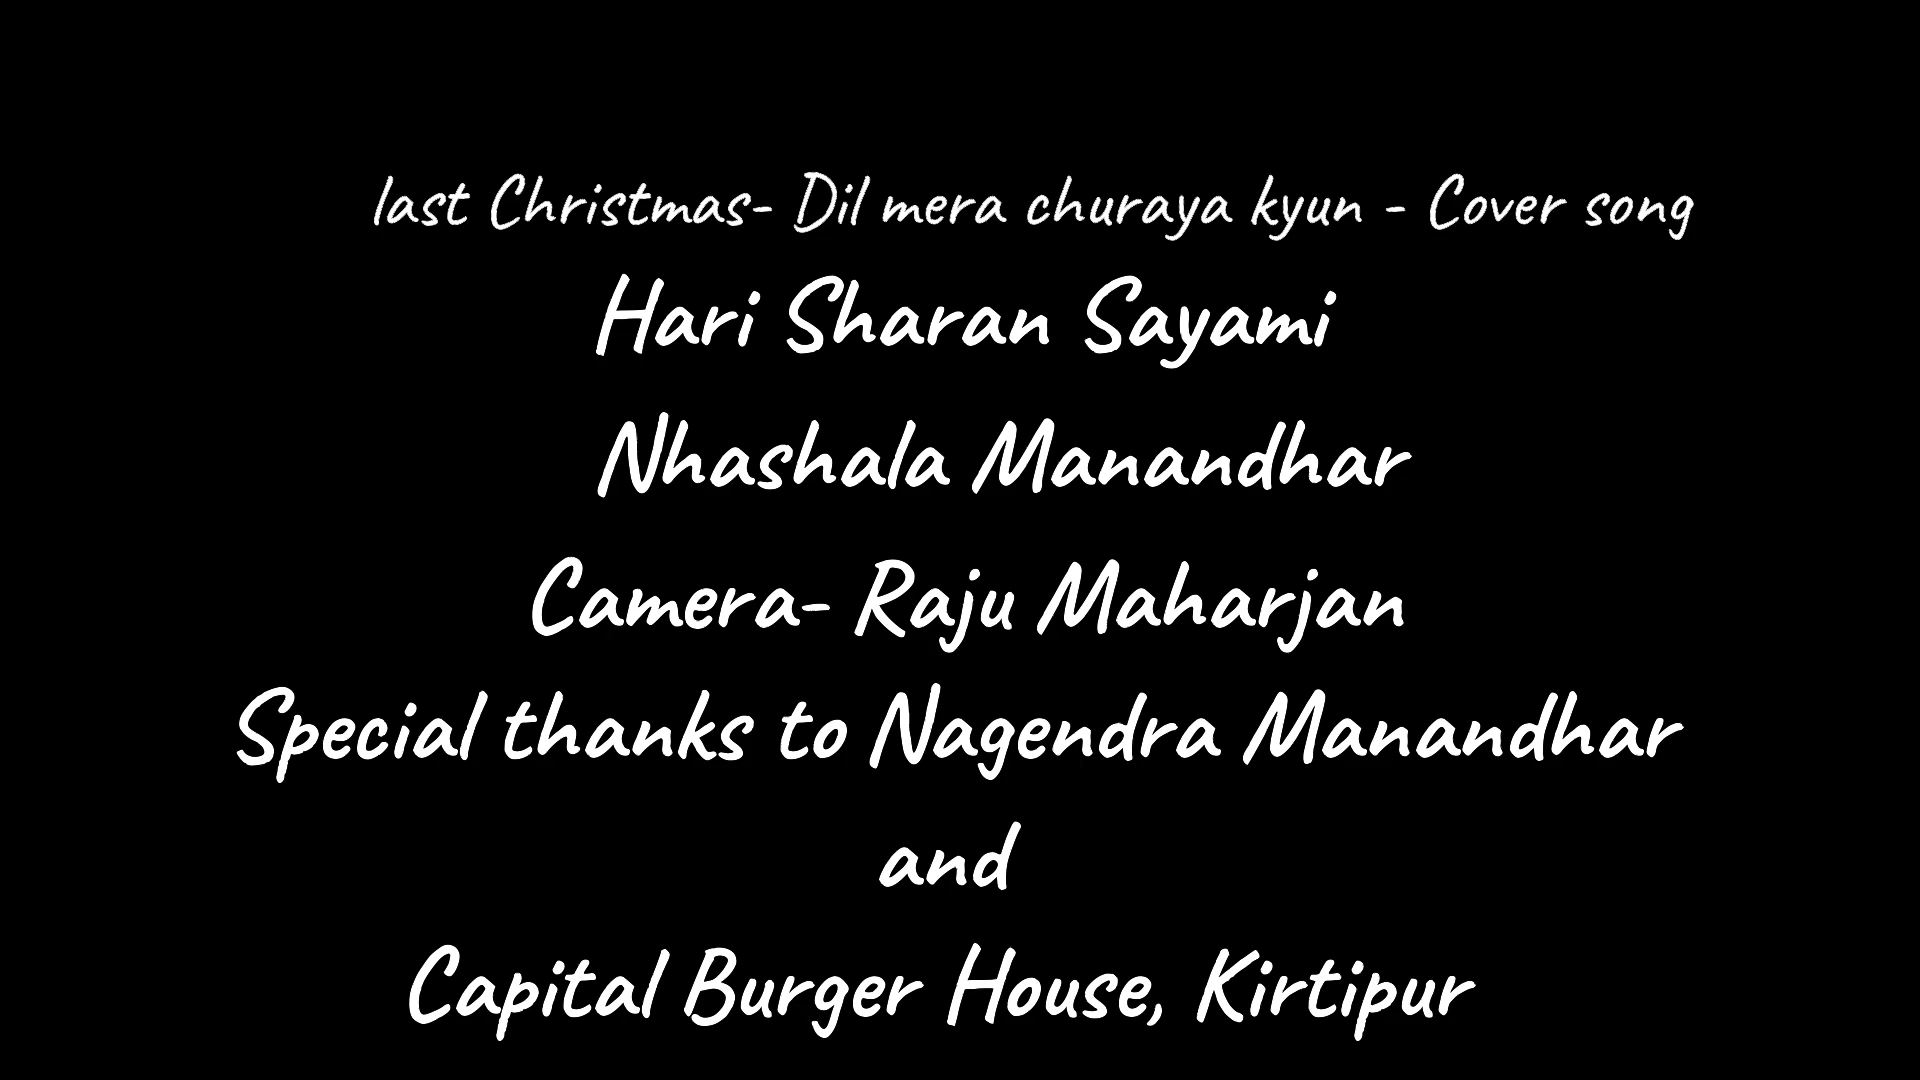 last Christmas- Dil mera churaya kyun - Cover song
Hari Sharan Sayami
Nhashala Manandhar
Camera- Raju Maharjan
Special thanks to Nagendra Manandhar
and
Capital Burger House, Kirtipur